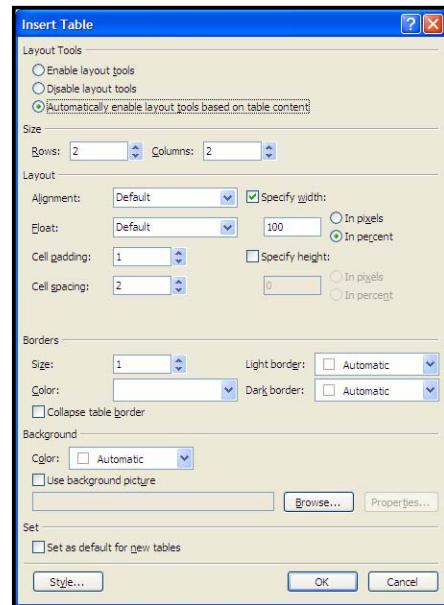 Insert Table
Layout Tools
Enable layout tools
Disable layout tools
Automatically enable layout tools based on table content
Size
Rows: 2 Columns: 2
Layout
Alignment: Default Specify width:
Float: Default 100 In pixels
In percent
Cell padding: 1 Specify height:
Cell spacing: 2 0 In pixels
In percent
Borders
Size: 1 Light border: Automatic
Color: Dark border: Automatic
Collapse table border
Background
Color: Automatic
Use background picture
Browse... Properties...
Set
Set as default for new tables
Style... OK Cancel